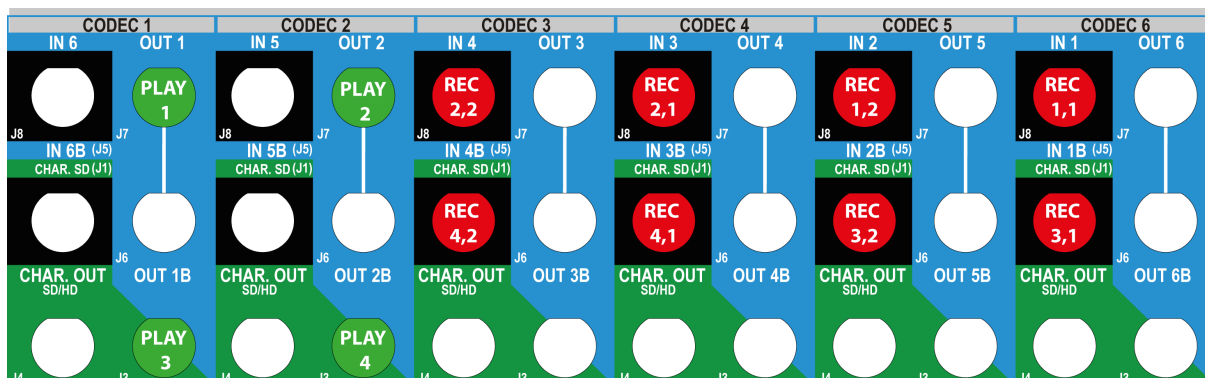 CODEC 1 CODEC 2 CODEC 3 CODEC 4 CODEC 5 CODEC 6
IN 6 OUT 1 IN 5 OUT 2 IN 4 OUT 3 IN 3 OUT 4 IN 2 OUT 5 IN 1 OUT 6
PLAY PLAY REC REC REC REC
1 2 2,2 2,1 1,2 1,1
J8 J7 J8 J7 J8 J7 J8 J7 J8 J7 J8 J7
IN 6B (J5) IN 5B (J5) IN 4B (J5) IN 3B (J5) IN 2B (J5) IN 1B (J5)
CHAR. SD (J1) CHAR. SD (J1) CHAR. SD (J1) CHAR. SD (J1) CHAR. SD (J1) CHAR. SD (J1)
REC REC REC REC
4,2 4,1 3,2 3,1
J6 J6 J6 J6 J6 J6
CHAR. OUT OUT 1B CHAR. OUT OUT 2B CHAR. OUT OUT 3B CHAR. OUT OUT 4B CHAR. OUT OUT 5B CHAR. OUT OUT 6B
SD/HD SD/HD SD/HD SD/HD SD/HD SD/HD
PLAY PLAY
3 4